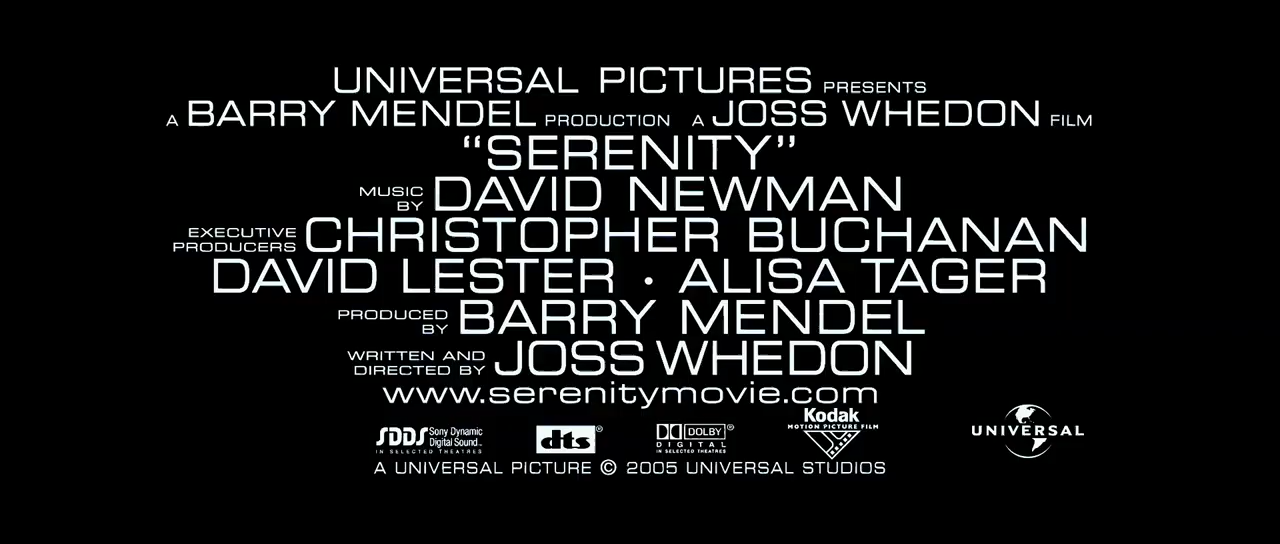 UNIVERSAL PICTURES PRESENTS
A BARRY MENDEL PRODUCTION A JOSS WHEDON FILM
“SERENITY”
MUSIC BY DAVID NEWMAN
EXECUTIVE PRODUCERS CHRISTOPHER BUCHANAN
DAVID LESTER · ALISA TAGER
PRODUCED BY BARRY MENDEL
WRITTEN AND DIRECTED BY JOSS WHEDON
www.serenitymovie.com
SDDS Sony Dynamic Digital Sound™ IN SELECTED THEATRES
dts®
DOLBY® DIGITAL IN SELECTED THEATRES
Kodak MOTION PICTURE FILM
UNIVERSAL
A UNIVERSAL PICTURE © 2005 UNIVERSAL STUDIOS